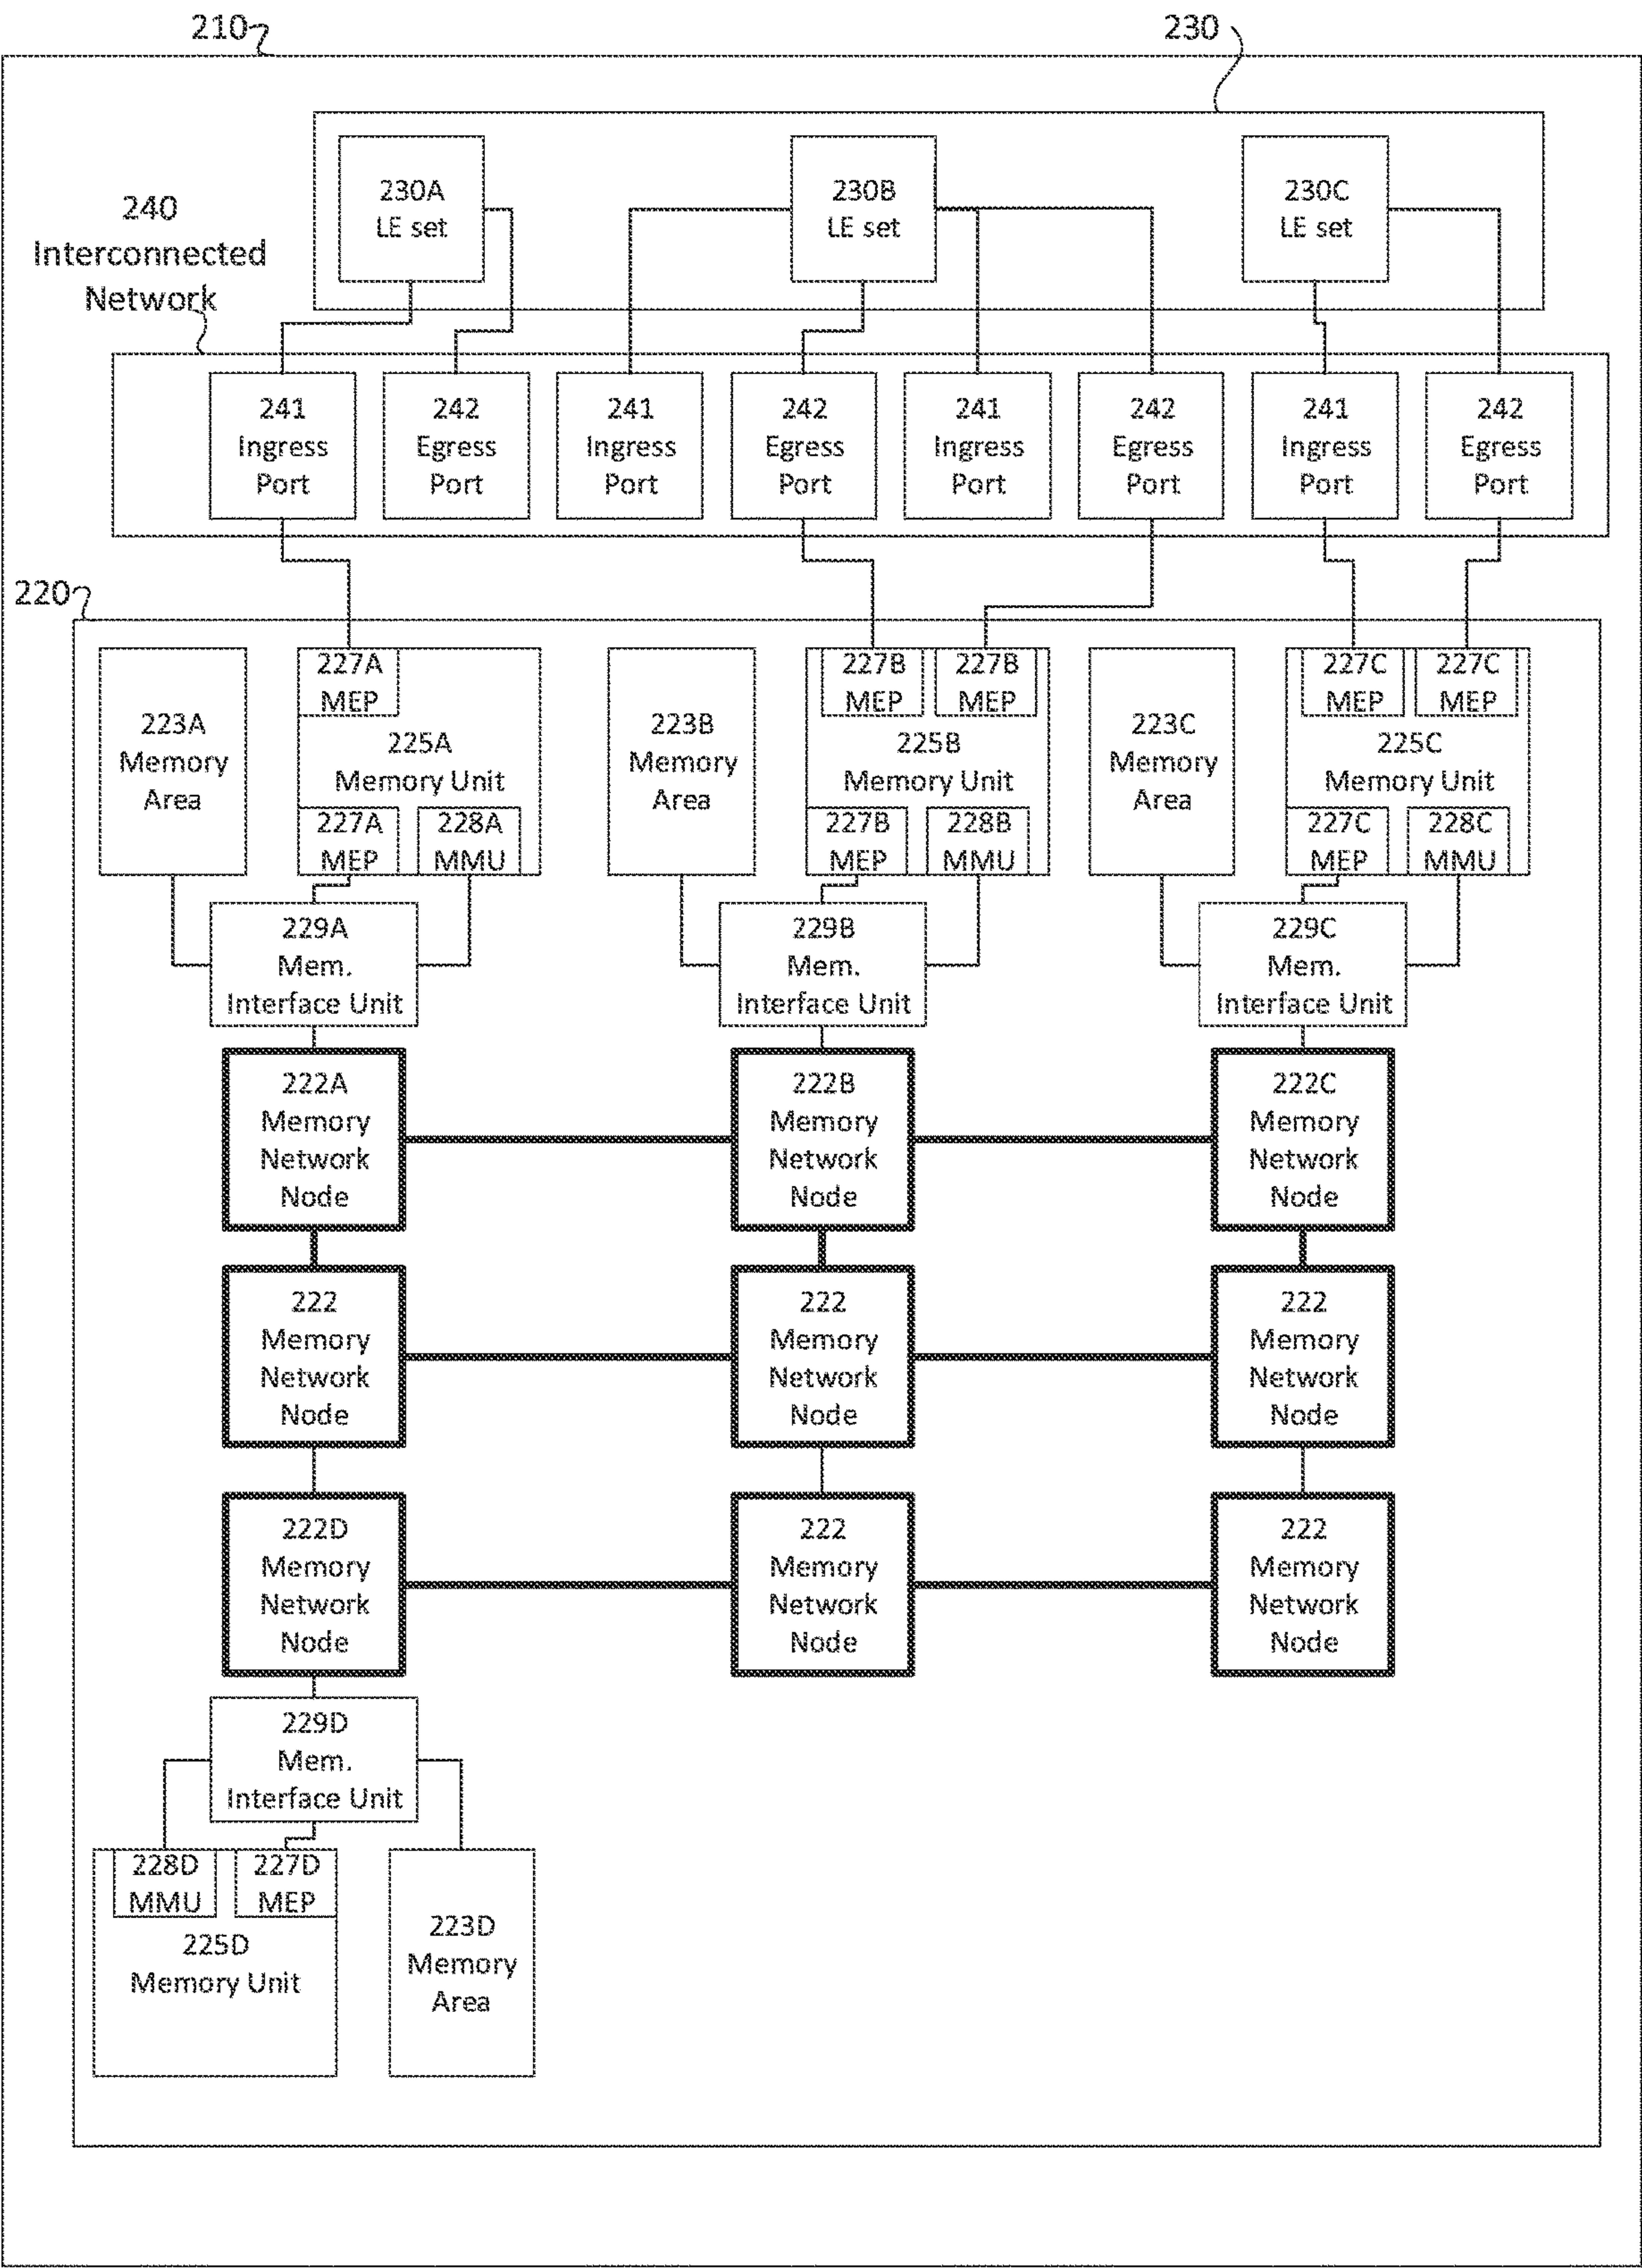 210
230
230A
LE set
230B
LE set
230C
LE set
240
Interconnected
Network
241
Ingress
Port
242
Egress
Port
241
Ingress
Port
242
Egress
Port
241
Ingress
Port
242
Egress
Port
241
Ingress
Port
242
Egress
Port
220
223A
Memory
Area
227A
MEP
225A
Memory Unit
227A
MEP
228A
MMU
223B
Memory
Area
227B
MEP
227B
MEP
225B
Memory Unit
227B
MEP
228B
MMU
223C
Memory
Area
227C
MEP
227C
MEP
225C
Memory Unit
227C
MEP
228C
MMU
229A
Mem.
Interface Unit
229B
Mem.
Interface Unit
229C
Mem.
Interface Unit
222A
Memory
Network
Node
222B
Memory
Network
Node
222C
Memory
Network
Node
222
Memory
Network
Node
222
Memory
Network
Node
222
Memory
Network
Node
222D
Memory
Network
Node
222
Memory
Network
Node
222
Memory
Network
Node
229D
Mem.
Interface Unit
228D
MMU
227D
MEP
225D
Memory Unit
223D
Memory
Area